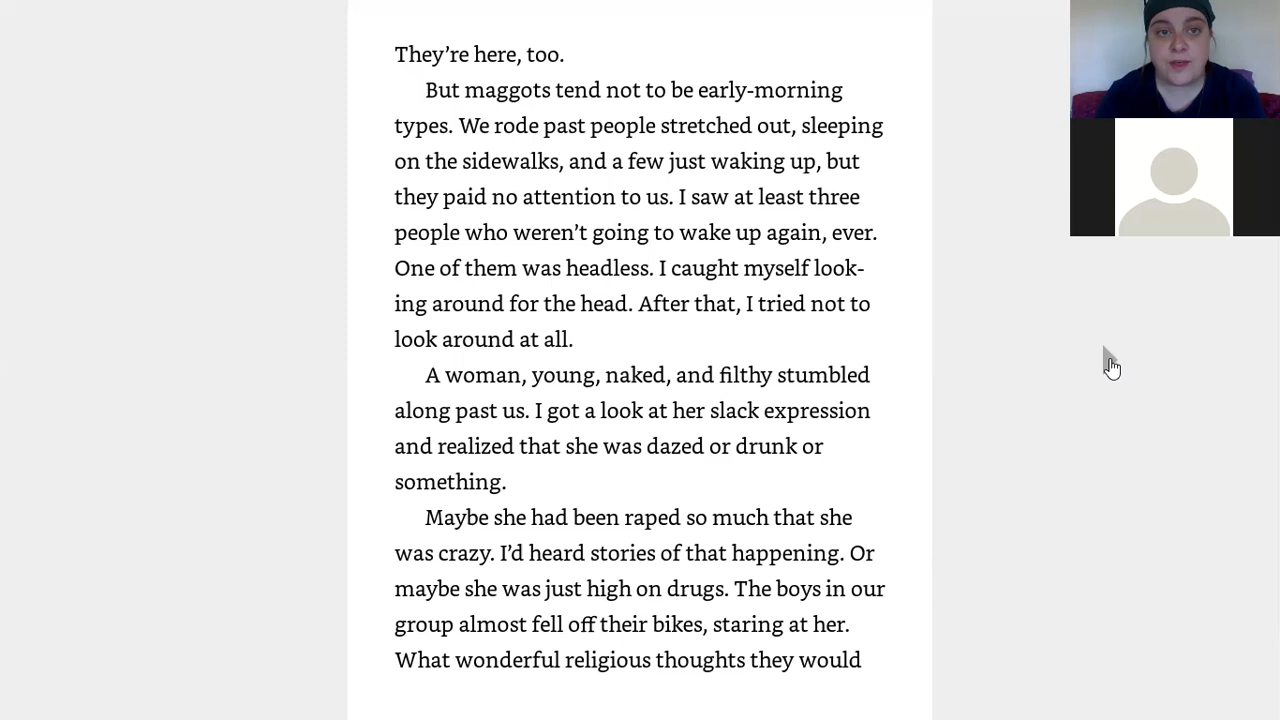 They’re here, too.
But maggots tend not to be early-morning
types. We rode past people stretched out, sleeping
on the sidewalks, and a few just waking up, but
they paid no attention to us. I saw at least three
people who weren’t going to wake up again, ever.
One of them was headless. I caught myself look-
ing around for the head. After that, I tried not to
look around at all.
A woman, young, naked, and filthy stumbled
along past us. I got a look at her slack expression
and realized that she was dazed or drunk or
something.
Maybe she had been raped so much that she
was crazy. I’d heard stories of that happening. Or
maybe she was just high on drugs. The boys in our
group almost fell off their bikes, staring at her.
What wonderful religious thoughts they would